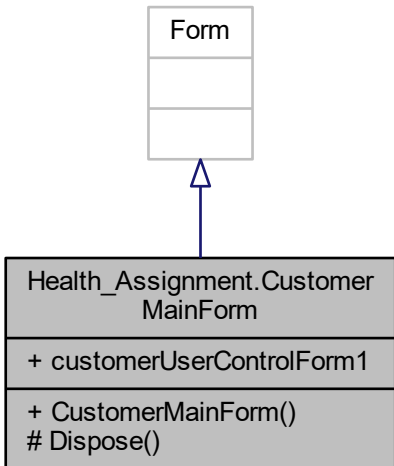 Form
Health_Assignment.Customer
MainForm
+ customerUserControlForm1
+ CustomerMainForm()
# Dispose()